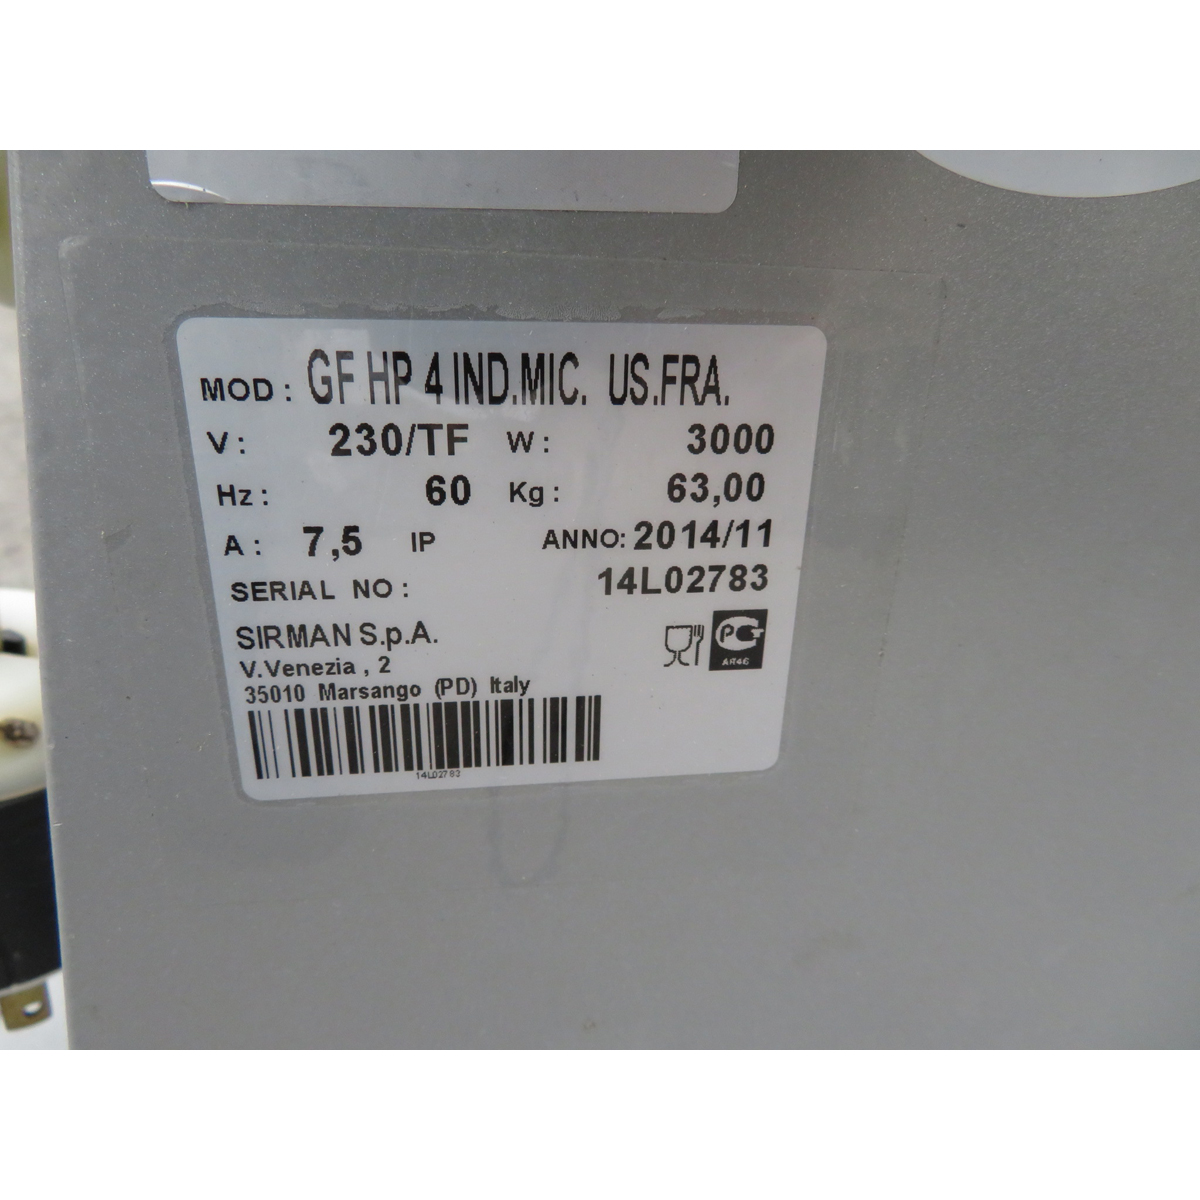 MOD: GF HP 4 IND.MIC. US.FRA.
V: 230/TF W: 3000
Hz: 60 Kg: 63,00
A: 7,5 IP ANNO: 2014/11
SERIAL NO: 14L02783
SIRMAN S.p.A.
V.Venezia , 2
35010 Marsango (PD) Italy
14L02783